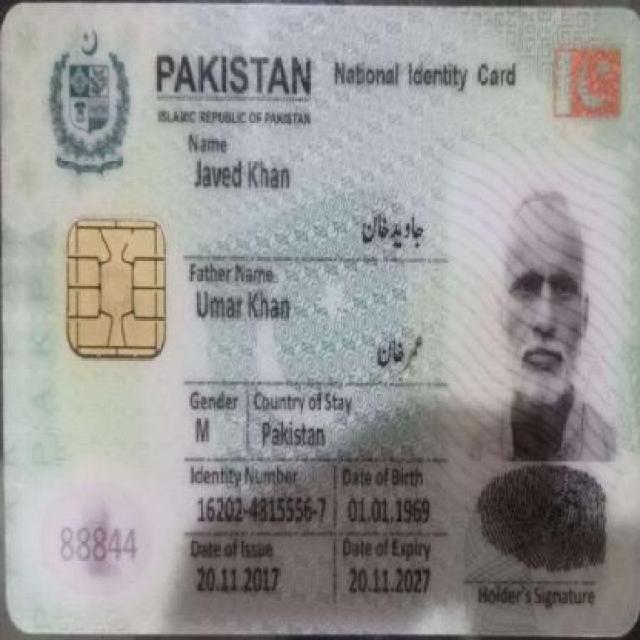 PAKISTAN National Identity Card
ISLAMIC REPUBLIC OF PAKISTAN
Name
Javed Khan
جاوید خان
Father Name
Umar Khan
عمر خان
Gender Country of Stay
M Pakistan
Identity Number Date of Birth
16202-4815556-7 01.01.1969
Date of Issue Date of Expiry
20.11.2017 20.11.2027
88844
Holder's Signature